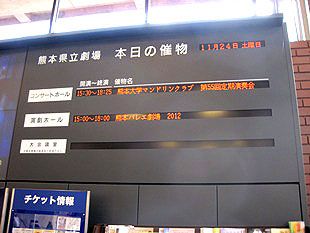 熊本県立劇場 本日の催物 11月24日 土曜日
開演~終演 催物名
コンサートホール 15:30~18:25 熊本大学マンドリンクラブ 第55回定期演奏会
演劇ホール 15:00~18:00 熊本バレエ劇場 2012
大会議室
チケット情報